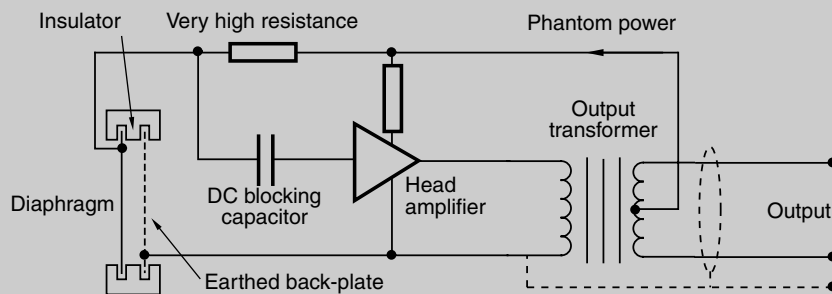 Insulator
Very high resistance
Phantom power
Output
transformer
DC blocking
capacitor
Head
amplifier
Diaphragm
Output
Earthed back-plate